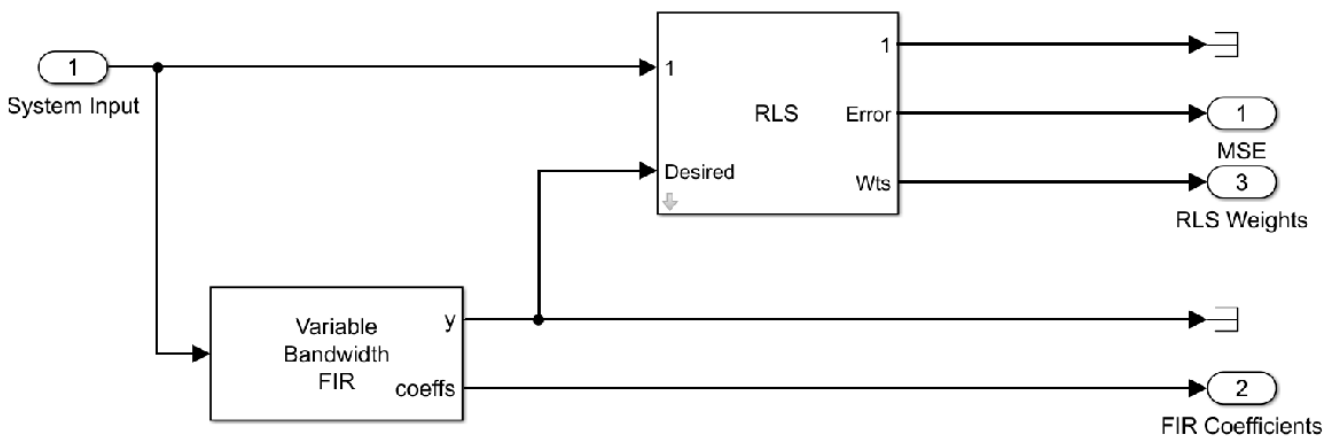 1
System Input
1
Desired
RLS
1
Error
Wts
1
MSE
3
RLS Weights
Variable
Bandwidth
FIR
y
coeffs
2
FIR Coefficients